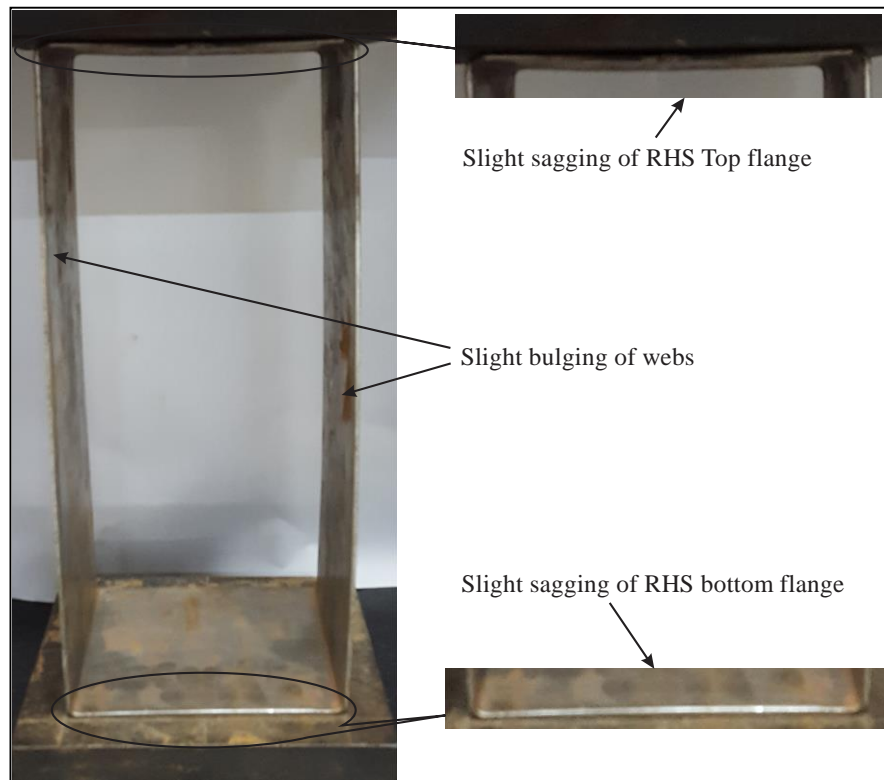 Slight sagging of RHS Top flange
Slight bulging of webs
Slight sagging of RHS bottom flange